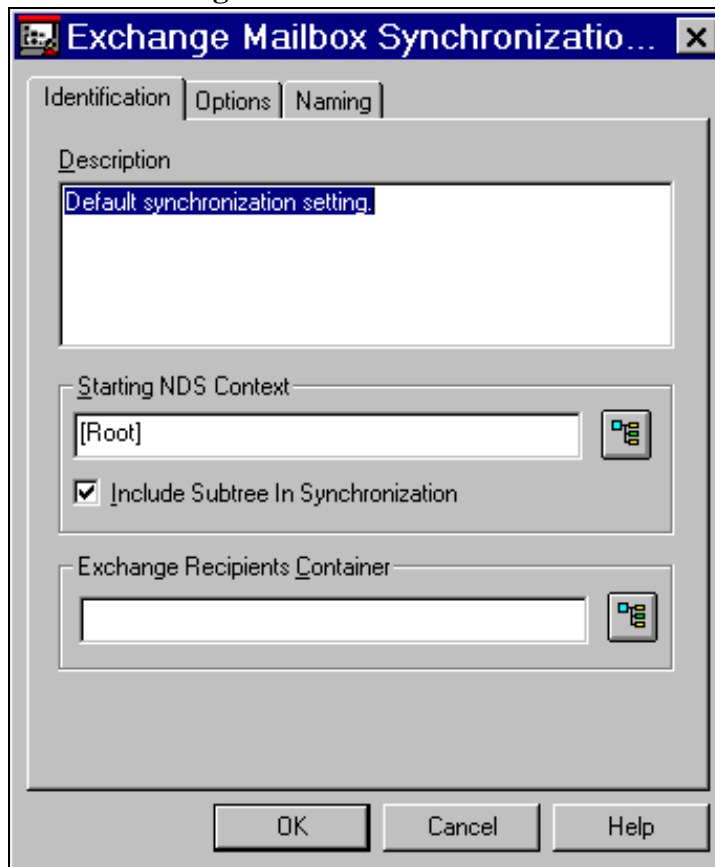 Exchange Mailbox Synchronizatio...
Identification Options Naming
Description
Default synchronization setting.
Starting NDS Context
[Root]
Include Subtree In Synchronization
Exchange Recipients Container
OK Cancel Help